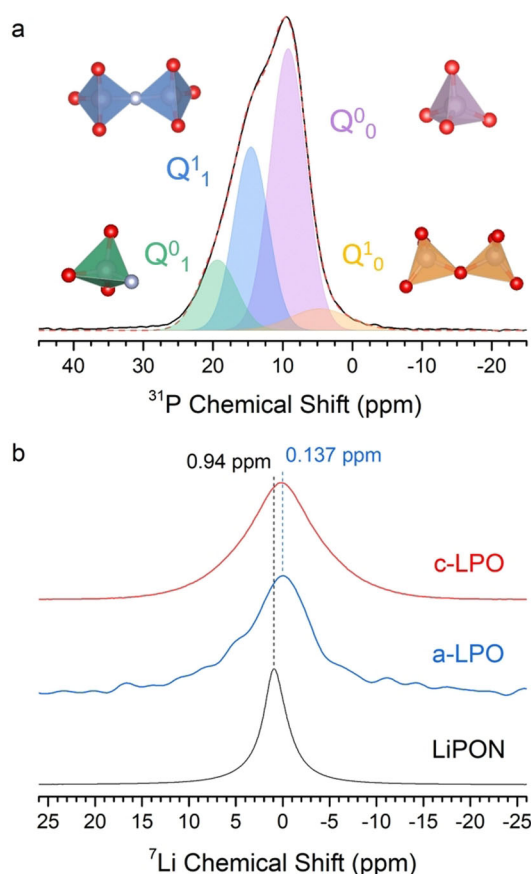 a
Q⁰₀
Q¹₁
Q⁰₁
Q¹₀
40 30 20 10 0 -10 -20
³¹P Chemical Shift (ppm)
b
0.94 ppm
0.137 ppm
c-LPO
a-LPO
LiPON
25 20 15 10 5 0 -5 -10 -15 -20 -25
⁷Li Chemical Shift (ppm)